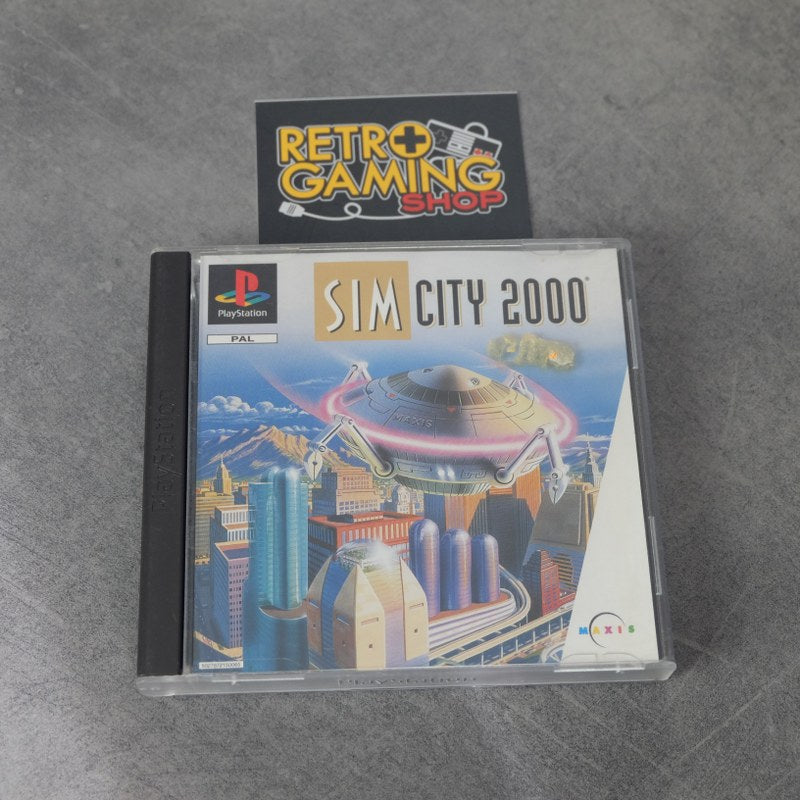 RETRO
GAMING
SHOP
PlayStation
PAL
SIM CITY 2000
MAXIS
PlayStation
MAXIS
PlayStation